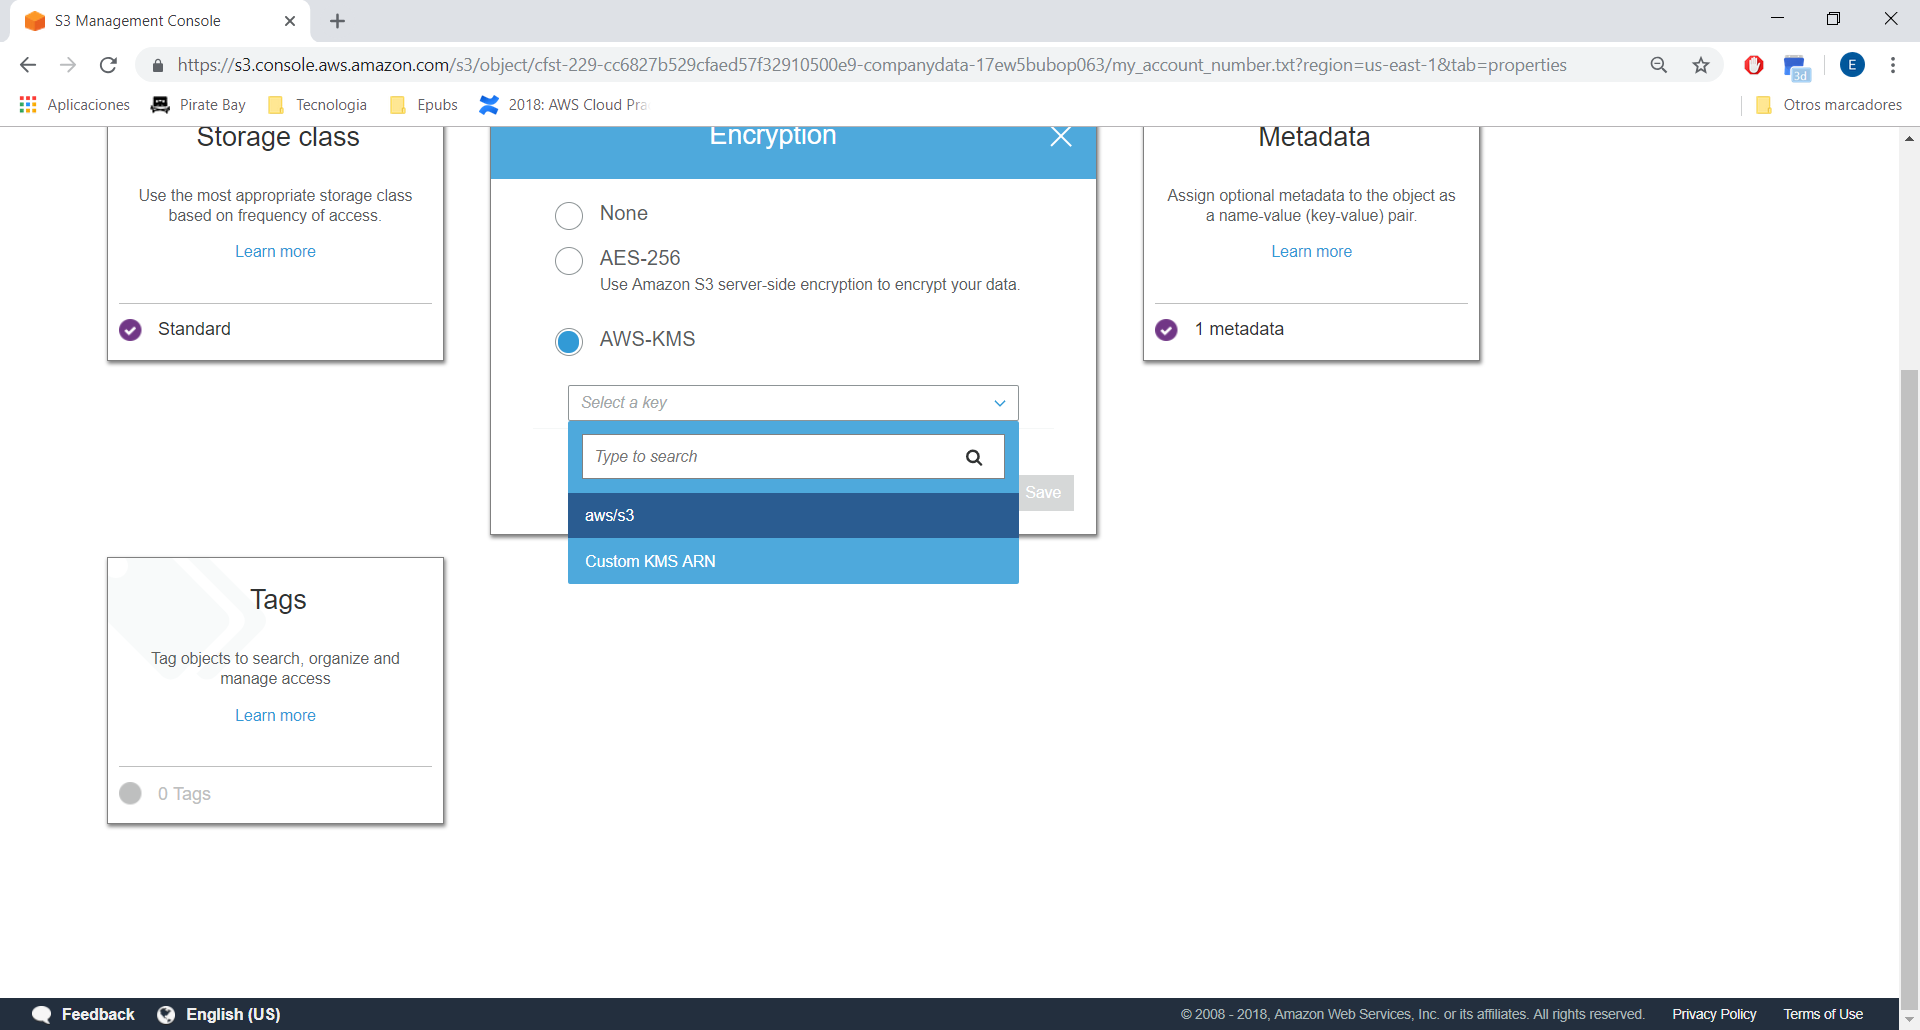 S3 Management Console
https://s3.console.aws.amazon.com/s3/object/cfst-229-cc6827b529cfaed57f32910500e9-companydata-17ew5bubop063/my_account_number.txt?region=us-east-1&tab=properties
3d
E
Aplicaciones
Pirate Bay
Tecnologia
Epubs
2018: AWS Cloud Pra
Otros marcadores
Storage class
Use the most appropriate storage class
based on frequency of access.
Learn more
Standard
Encryption
None
AES-256
Use Amazon S3 server-side encryption to encrypt your data.
AWS-KMS
Select a key
Type to search
Save
aws/s3
Custom KMS ARN
Metadata
Assign optional metadata to the object as
a name-value (key-value) pair.
Learn more
1 metadata
Tags
Tag objects to search, organize and
manage access
Learn more
0 Tags
Feedback
English (US)
© 2008 - 2018, Amazon Web Services, Inc. or its affiliates. All rights reserved.
Privacy Policy
Terms of Use